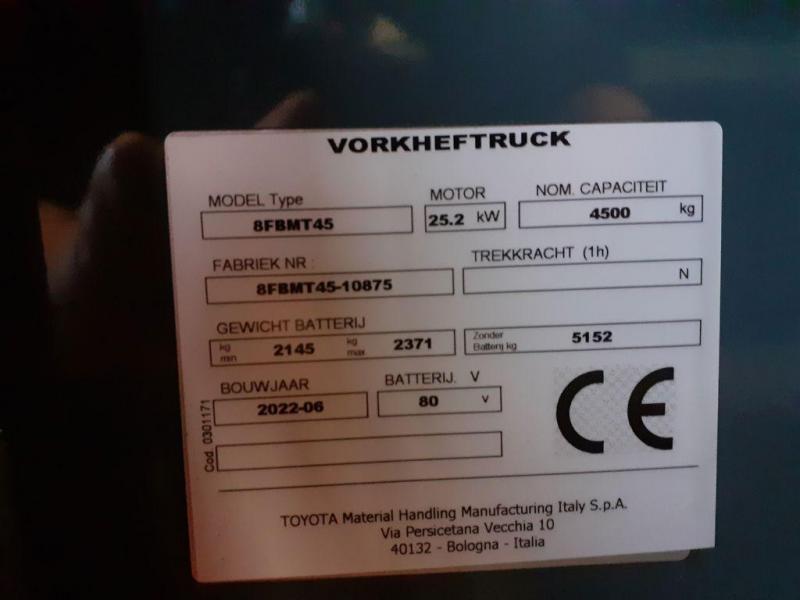 VORKHEFTRUCK
MODEL Type MOTOR NOM. CAPACITEIT
8FBMT45 25.2 kW 4500 kg
FABRIEK NR : TREKKRACHT (1h)
8FBMT45-10875 N
GEWICHT BATTERIJ
kg min 2145 kg max 2371 Zonder Batterij kg 5152
BOUWJAAR BATTERIJ. V
2022-06 80 V
CE
Cod 0301171
TOYOTA Material Handling Manufacturing Italy S.p.A.
Via Persicetana Vecchia 10
40132 - Bologna - Italia